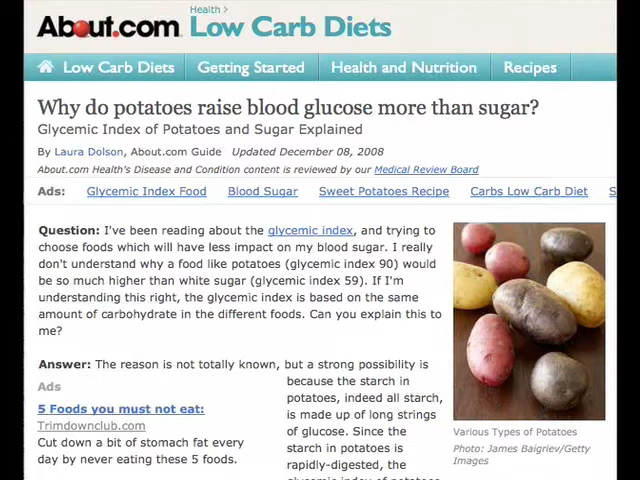 Health >
About.com Low Carb Diets
Low Carb Diets
Getting Started
Health and Nutrition
Recipes
Why do potatoes raise blood glucose more than sugar?
Glycemic Index of Potatoes and Sugar Explained
By Laura Dolson, About.com Guide Updated December 08, 2008
About.com Health's Disease and Condition content is reviewed by our Medical Review Board
Ads: Glycemic Index Food Blood Sugar Sweet Potatoes Recipe Carbs Low Carb Diet S
Question: I've been reading about the glycemic index, and trying to
choose foods which will have less impact on my blood sugar. I really
don't understand why a food like potatoes (glycemic index 90) would
be so much higher than white sugar (glycemic index 59). If I'm
understanding this right, the glycemic index is based on the same
amount of carbohydrate in the different foods. Can you explain this to
me?
Various Types of Potatoes
Photo: James Baigriev/Getty
Images
Answer: The reason is not totally known, but a strong possibility is
because the starch in
potatoes, indeed all starch,
is made up of long strings
of glucose. Since the
starch in potatoes is
rapidly-digested, the
Ads
5 Foods you must not eat:
Trimdownclub.com
Cut down a bit of stomach fat every
day by never eating these 5 foods.